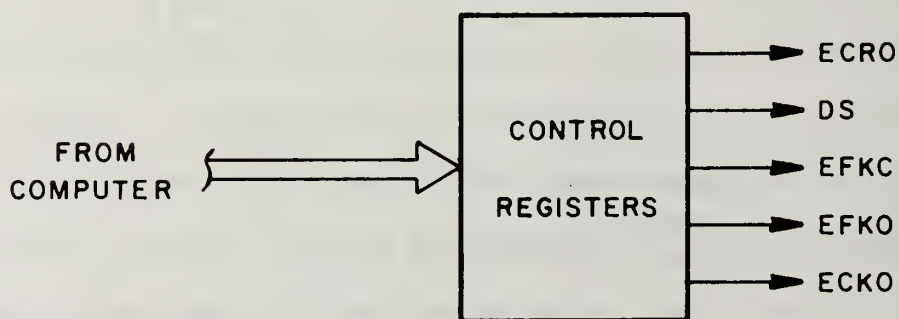 FROM
COMPUTER
CONTROL
REGISTERS
ECRO
DS
EFKC
EFKO
ECKO